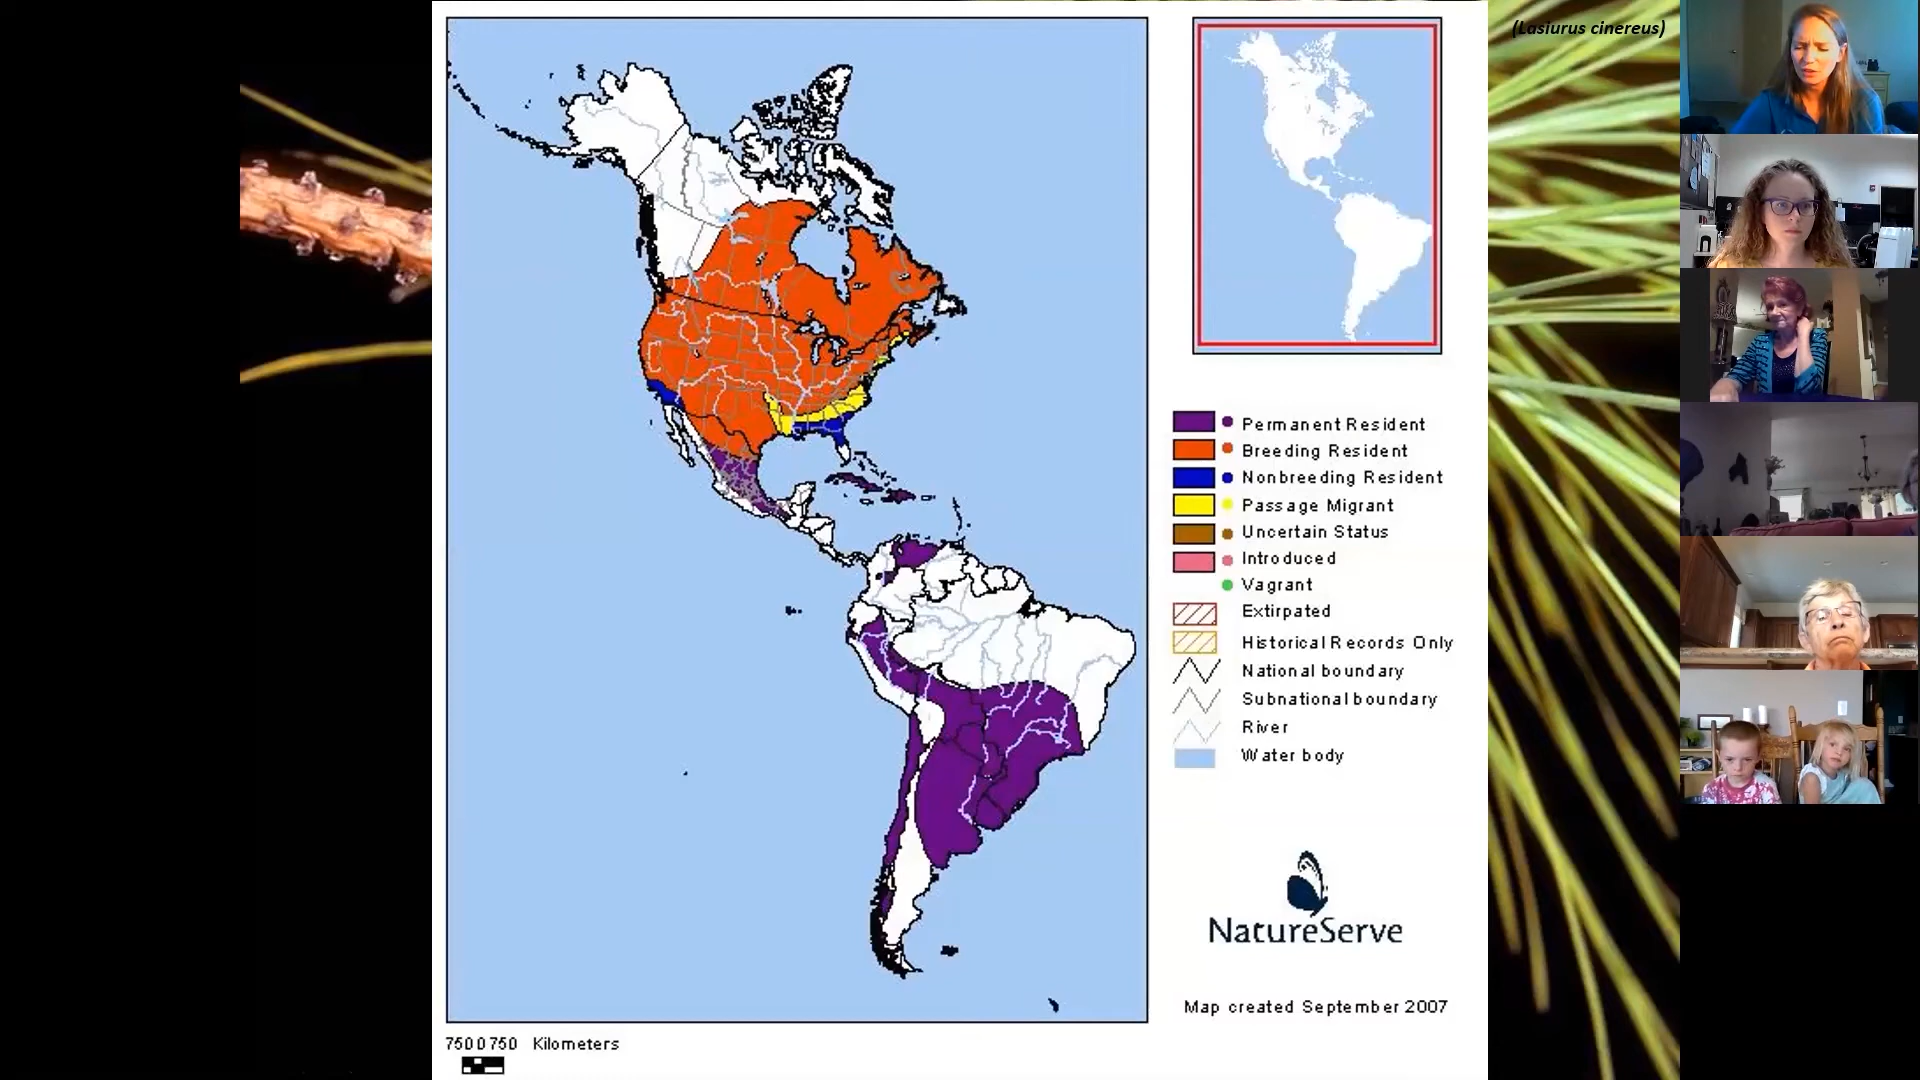 (Lasiurus cinereus)
Permanent Resident
Breeding Resident
Nonbreeding Resident
Passage Migrant
Uncertain Status
Introduced
Vagrant
Extirpated
Historical Records Only
National boundary
Subnational boundary
River
Water body
NatureServe
Map created September 2007
750 0 750 Kilometers